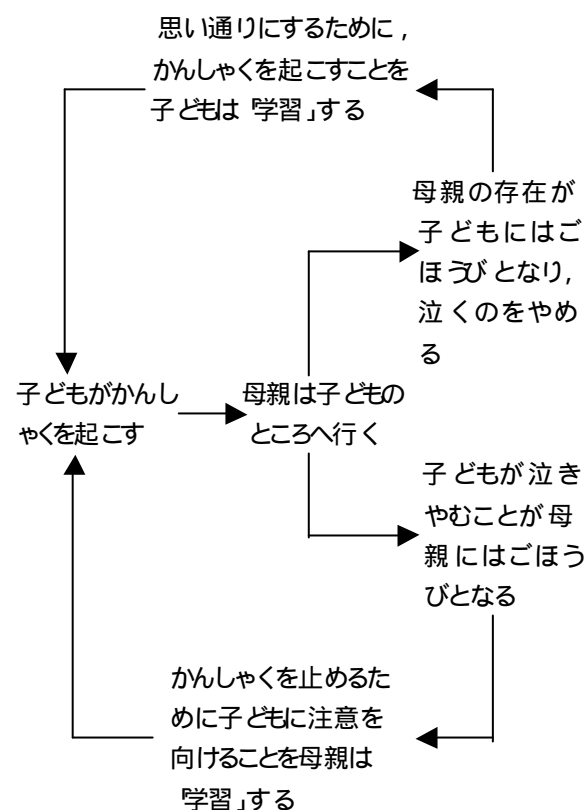 思い通りにするために，
かんしゃくを起こすことを
子どもは「学習」する
母親の存在が
子どもにはご
ほうびとなり，
泣くのをやめ
る
子どもがかんし
ゃくを起こす
母親は子どもの
ところへ行く
子どもが泣き
やむことが母
親にはごほう
びとなる
かんしゃくを止めるた
めに子どもに注意を
向けることを母親は
「学習」する